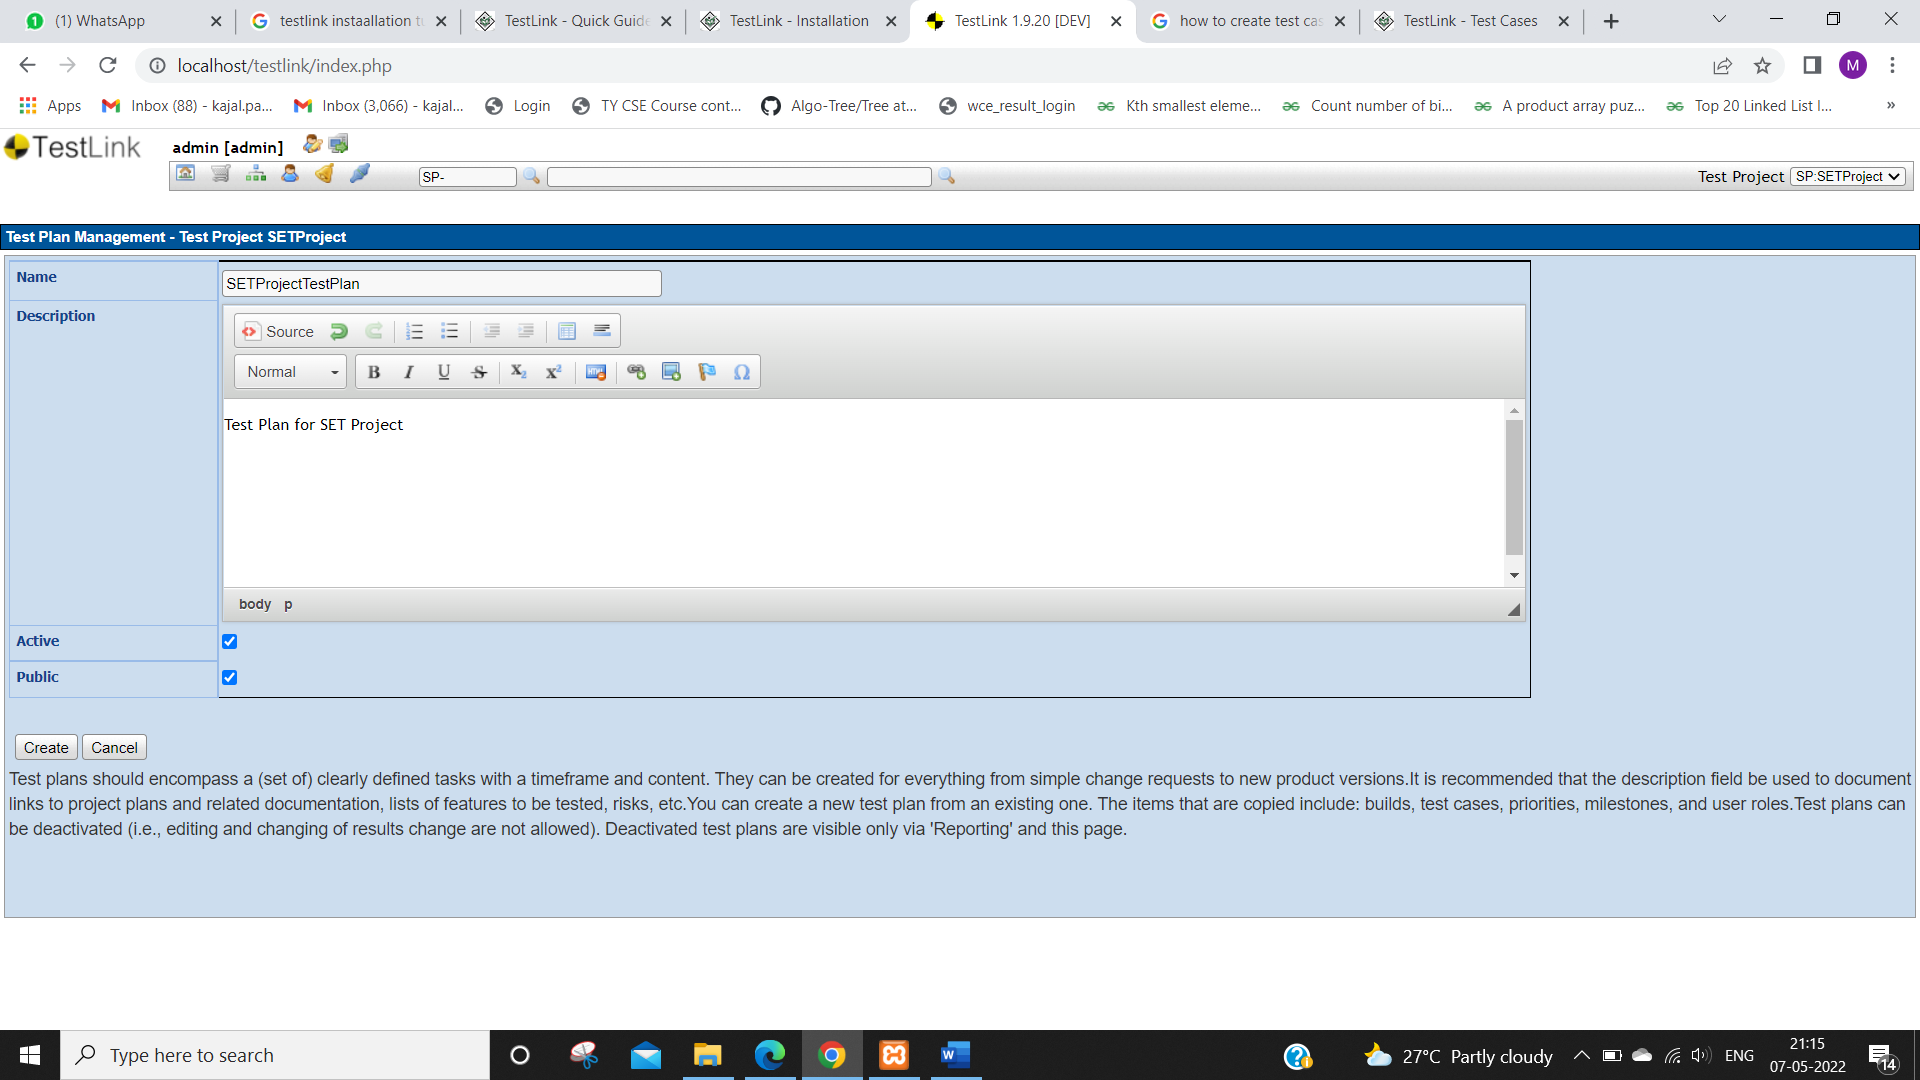 (1) WhatsApp
testlink instaallation tu
TestLink - Quick Guide
TestLink - Installation
TestLink 1.9.20 [DEV]
how to create test cas
TestLink - Test Cases
localhost/testlink/index.php
M
Apps
Inbox (88) - kajal.pa...
Inbox (3,066) - kajal...
Login
TY CSE Course cont...
Algo-Tree/Tree at...
wce_result_login
Kth smallest eleme...
Count number of bi...
A product array puz...
Top 20 Linked List I...
»
TestLink
admin [admin]
SP-
Test Project
SP:SETProject
Test Plan Management - Test Project SETProject
Name
SETProjectTestPlan
Description
Source
Normal
B I U S X2 X2
Ω
Test Plan for SET Project
body p
Active
Public
Create
Cancel
Test plans should encompass a (set of) clearly defined tasks with a timeframe and content. They can be created for everything from simple change requests to new product versions.It is recommended that the description field be used to document
links to project plans and related documentation, lists of features to be tested, risks, etc.You can create a new test plan from an existing one. The items that are copied include: builds, test cases, priorities, milestones, and user roles.Test plans can
be deactivated (i.e., editing and changing of results change are not allowed). Deactivated test plans are visible only via 'Reporting' and this page.
Type here to search
27°C Partly cloudy
ENG
21:15
07-05-2022
14